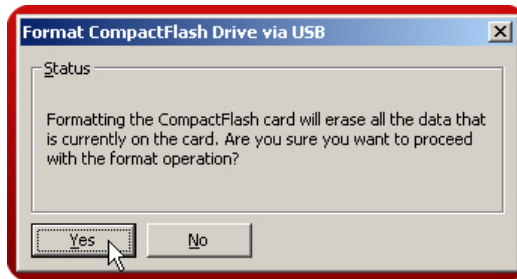 Format CompactFlash Drive via USB
Status
Formatting the CompactFlash card will erase all the data that
is currently on the card. Are you sure you want to proceed
with the format operation?
Yes
No